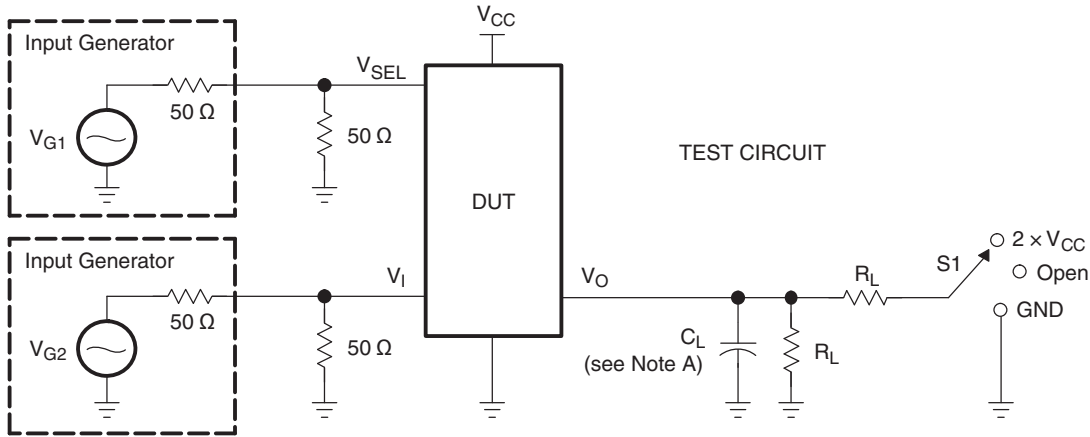 V_CC
Input Generator
V_SEL
50 Ω
50 Ω
V_G1
TEST CIRCUIT
DUT
Input Generator
V_I
V_O
50 Ω
50 Ω
V_G2
R_L
S1
2 × V_CC
Open
GND
C_L
(see Note A)
R_L